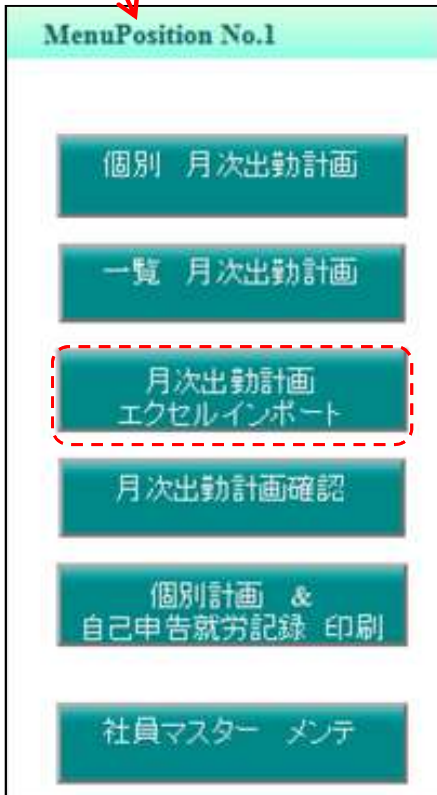 MenuPosition No.1
個別　月次出勤計画
一覧　月次出勤計画
月次出勤計画
エクセルインポート
月次出勤計画確認
個別計画　&
自己申告就労記録 印刷
社員マスター　メンテ